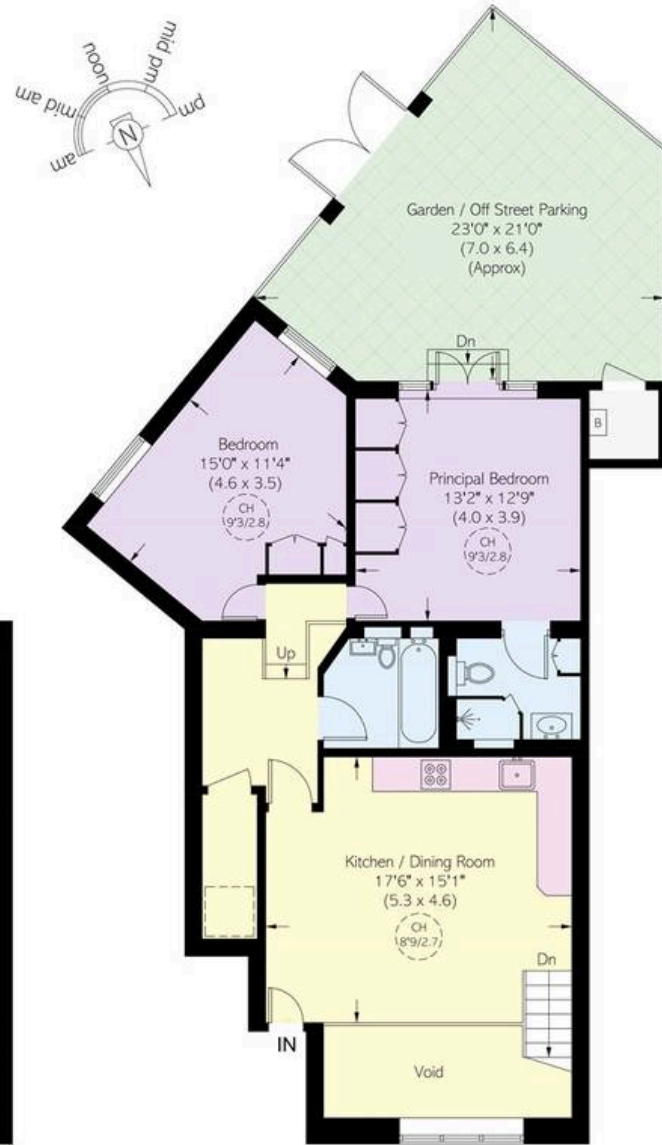 am
mid am
noon
mid pm
pm
N
Garden / Off Street Parking
23'0" x 21'0"
(7.0 x 6.4)
(Approx)
Dn
B
Bedroom
15'0" x 11'4"
(4.6 x 3.5)
CH
9'3/2.8
Principal Bedroom
13'2" x 12'9"
(4.0 x 3.9)
CH
9'3/2.8
Up
Kitchen / Dining Room
17'6" x 15'1"
(5.3 x 4.6)
CH
8'9/2.7
Dn
IN
Void